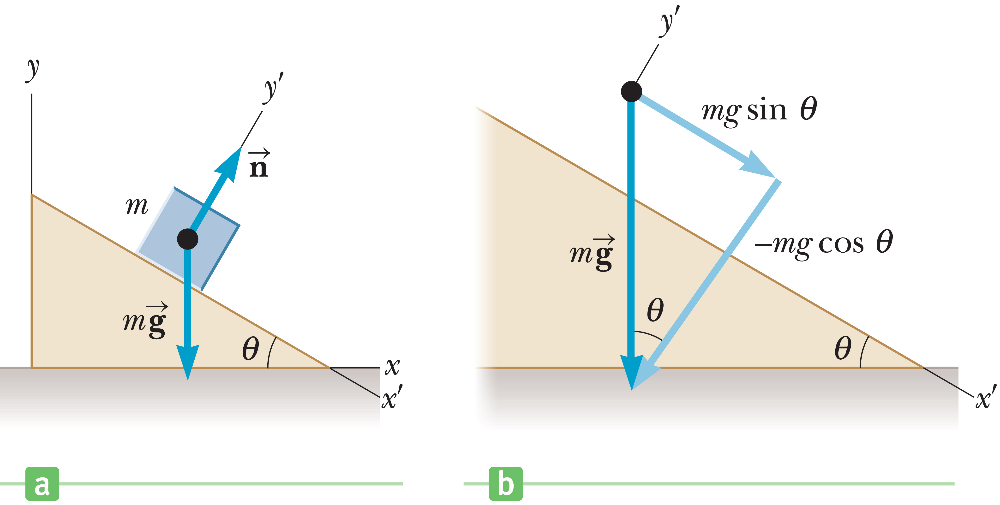 y
y′
n⃗
m
mg⃗
θ
x
x′
a
y′
mg sin θ
–mg cos θ
mg⃗
θ
θ
x′
b